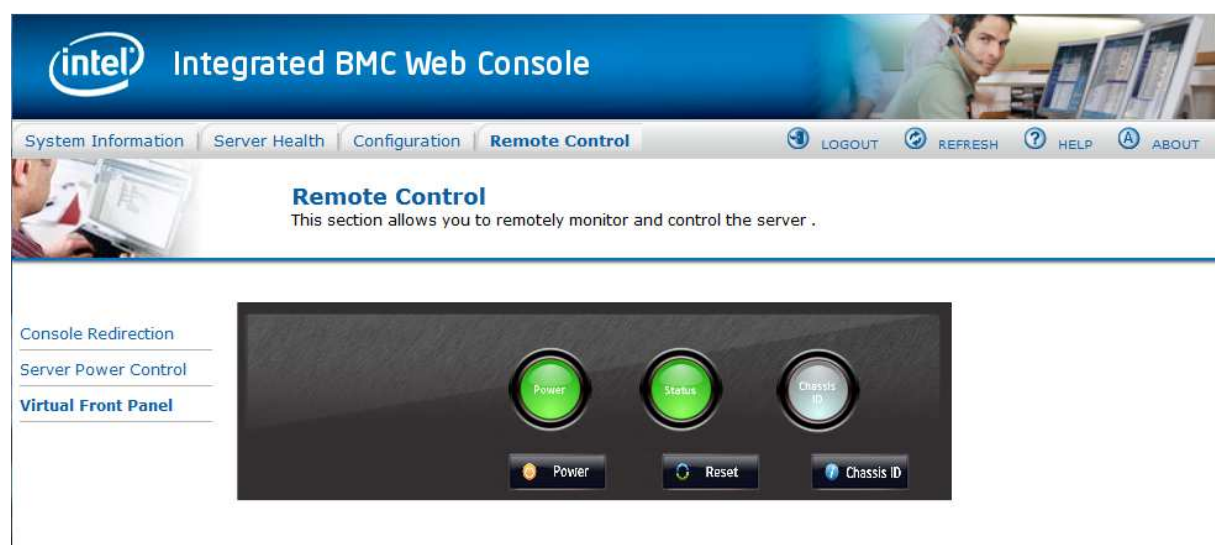 intel Integrated BMC Web Console
System Information Server Health Configuration Remote Control LOGOUT REFRESH HELP ABOUT
Remote Control
This section allows you to remotely monitor and control the server .
Console Redirection
Server Power Control
Virtual Front Panel
Power Status Chassis ID
Power Reset Chassis ID